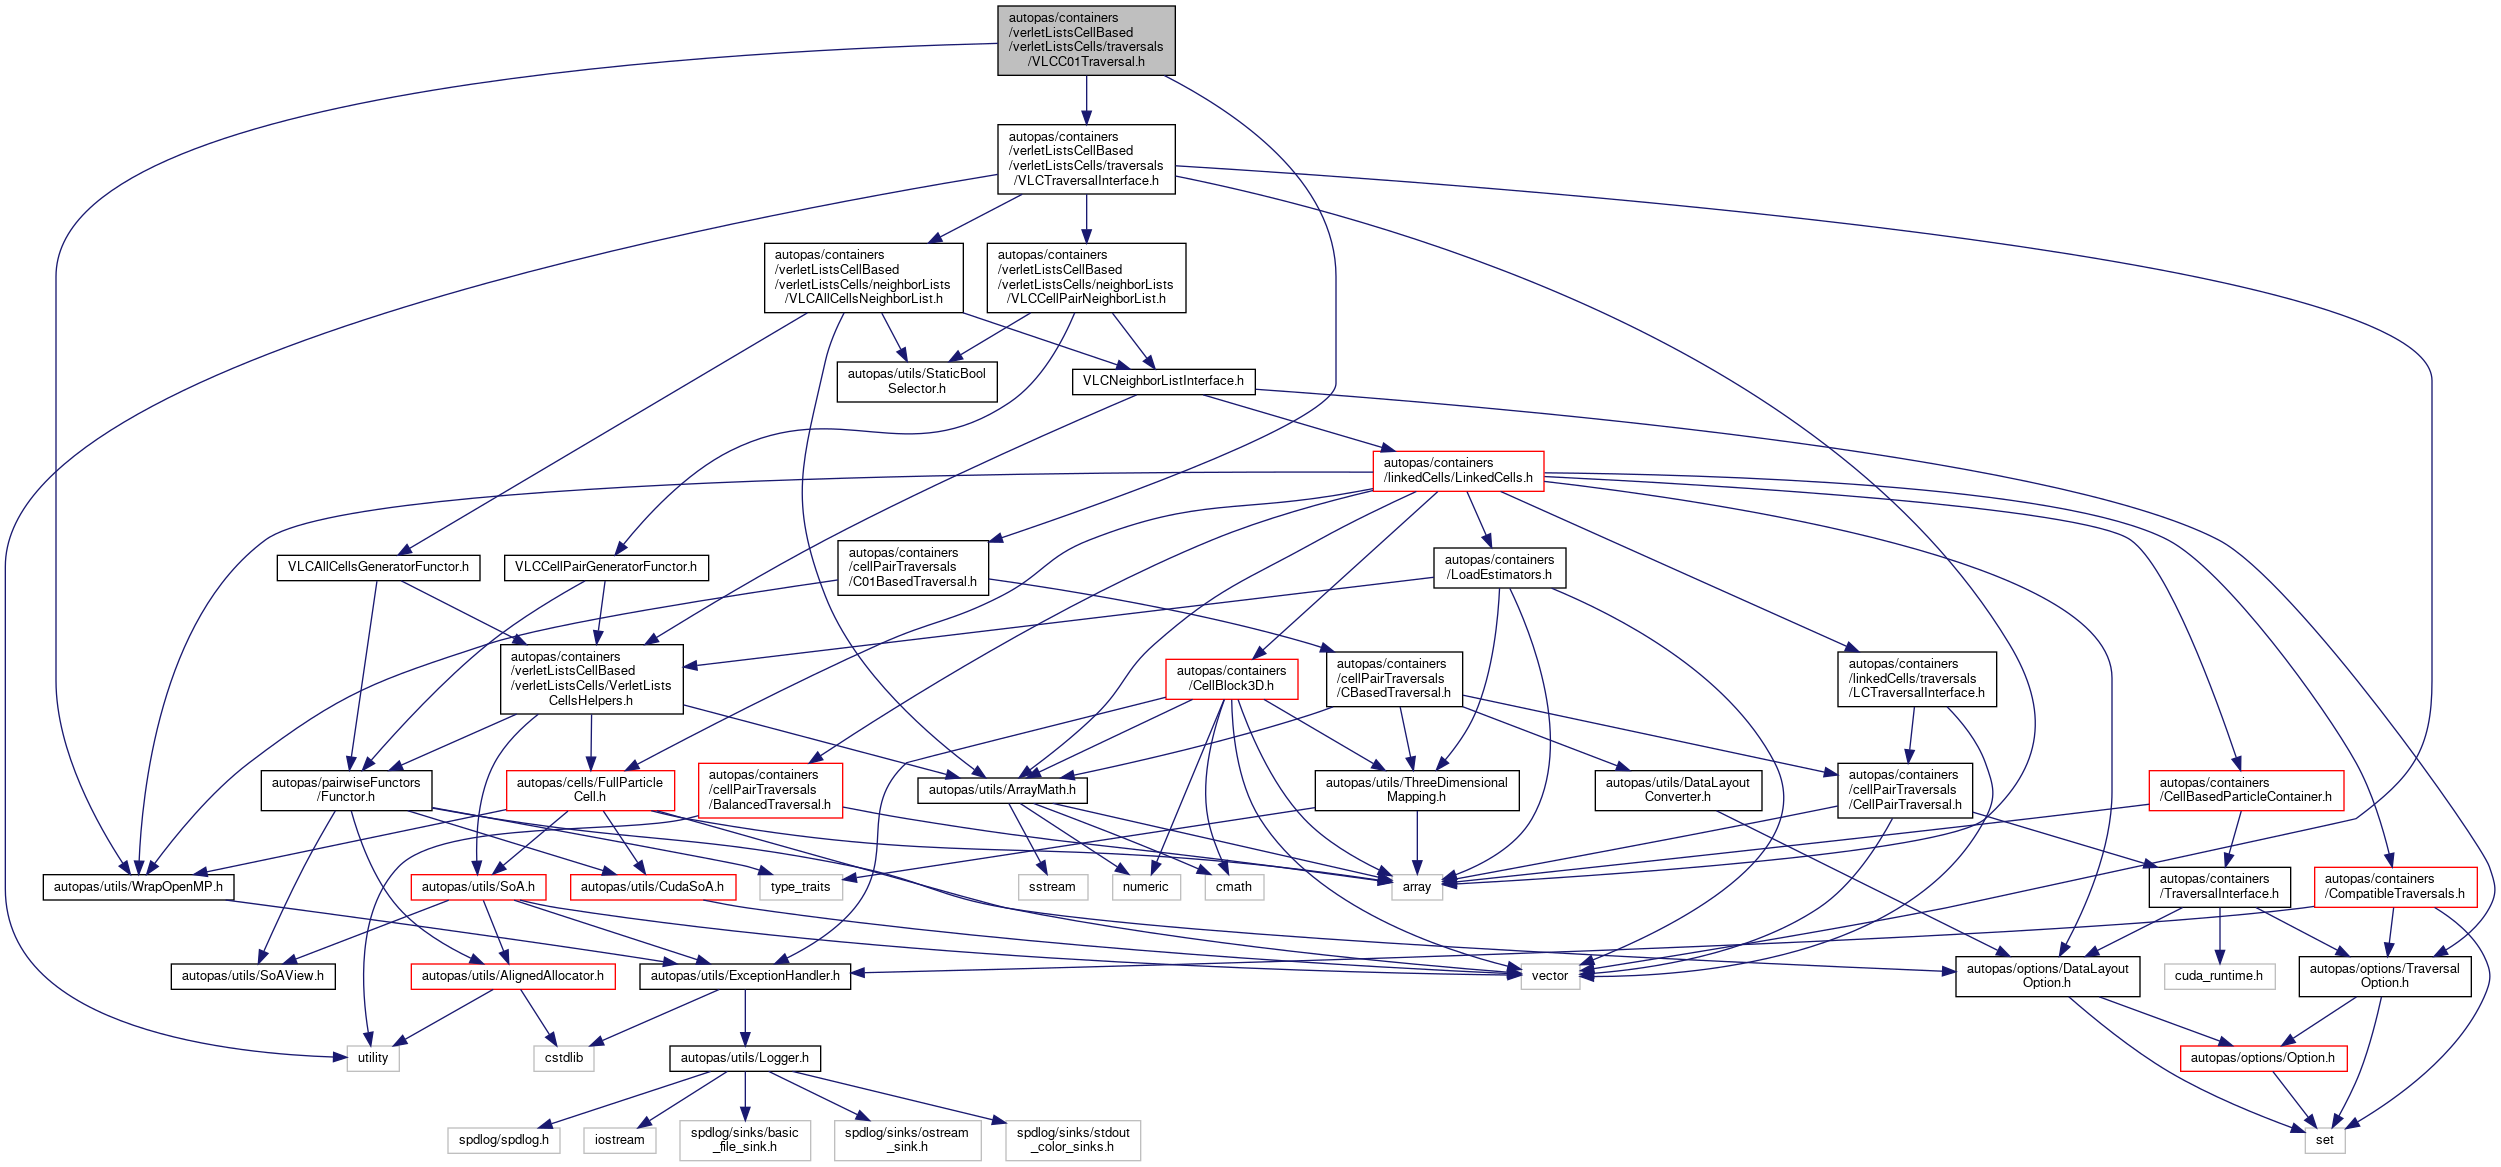 autopas/containers
/verletListsCellBased
/verletListsCells/traversals
/VLCC01Traversal.h
autopas/containers
/verletListsCellBased
/verletListsCells/traversals
/VLCTraversalInterface.h
autopas/containers
/verletListsCellBased
/verletListsCells/neighborLists
/VLCAllCellsNeighborList.h
autopas/containers
/verletListsCellBased
/verletListsCells/neighborLists
/VLCCellPairNeighborList.h
autopas/utils/StaticBool
Selector.h
VLCNeighborListInterface.h
autopas/containers
/linkedCells/LinkedCells.h
VLCAllCellsGeneratorFunctor.h
VLCCellPairGeneratorFunctor.h
autopas/containers
/cellPairTraversals
/C01BasedTraversal.h
autopas/containers
/LoadEstimators.h
autopas/containers
/verletListsCellBased
/verletListsCells/VerletLists
CellsHelpers.h
autopas/containers
/CellBlock3D.h
autopas/containers
/cellPairTraversals
/CBasedTraversal.h
autopas/containers
/linkedCells/traversals
/LCTraversalInterface.h
autopas/pairwiseFunctors
/Functor.h
autopas/cells/FullParticle
Cell.h
autopas/containers
/cellPairTraversals
/BalancedTraversal.h
autopas/utils/ArrayMath.h
autopas/utils/ThreeDimensional
Mapping.h
autopas/utils/DataLayout
Converter.h
autopas/containers
/cellPairTraversals
/CellPairTraversal.h
autopas/containers
/CellBasedParticleContainer.h
autopas/utils/WrapOpenMP.h
autopas/utils/SoA.h
autopas/utils/CudaSoA.h
type_traits
sstream
numeric
cmath
array
autopas/containers
/TraversalInterface.h
autopas/containers
/CompatibleTraversals.h
autopas/utils/SoAView.h
autopas/utils/AlignedAllocator.h
autopas/utils/ExceptionHandler.h
vector
autopas/options/DataLayout
Option.h
cuda_runtime.h
autopas/options/Traversal
Option.h
utility
cstdlib
autopas/utils/Logger.h
autopas/options/Option.h
spdlog/spdlog.h
iostream
spdlog/sinks/basic
_file_sink.h
spdlog/sinks/ostream
_sink.h
spdlog/sinks/stdout
_color_sinks.h
set